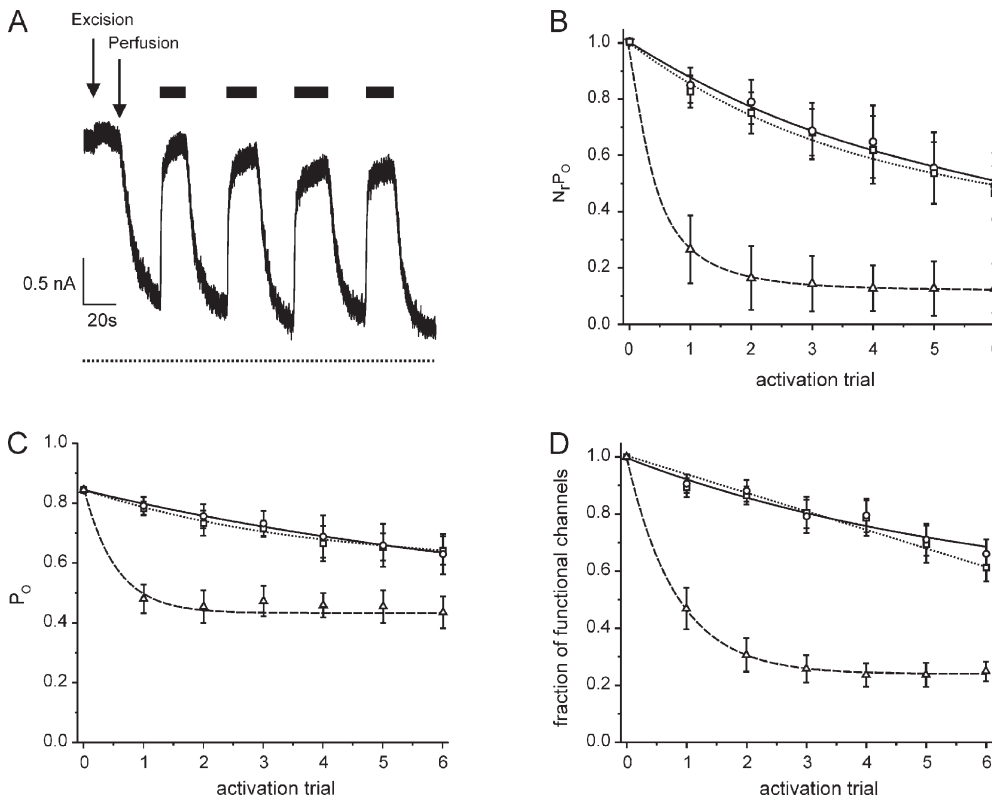 A
Excision
Perfusion
0.5 nA
20s
B
1.0
0.8
0.6
0.4
0.2
0.0
NrPO
0 1 2 3 4 5
activation trial
C
1.0
0.8
0.6
0.4
0.2
0.0
PO
0 1 2 3 4 5 6
activation trial
D
1.0
0.8
0.6
0.4
0.2
0.0
fraction of functional channels
0 1 2 3 4 5 6
activation trial